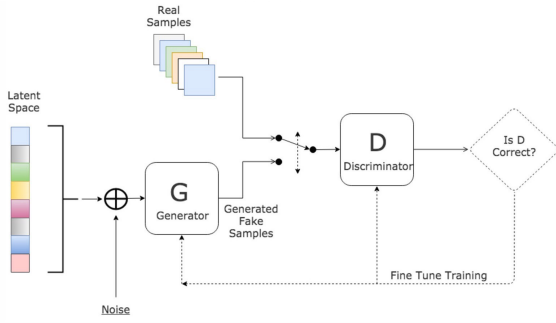 Real
Samples
Latent
Space
D
Discriminator
Is D
Correct?
G
Generator
Generated
Fake
Samples
Fine Tune Training
Noise